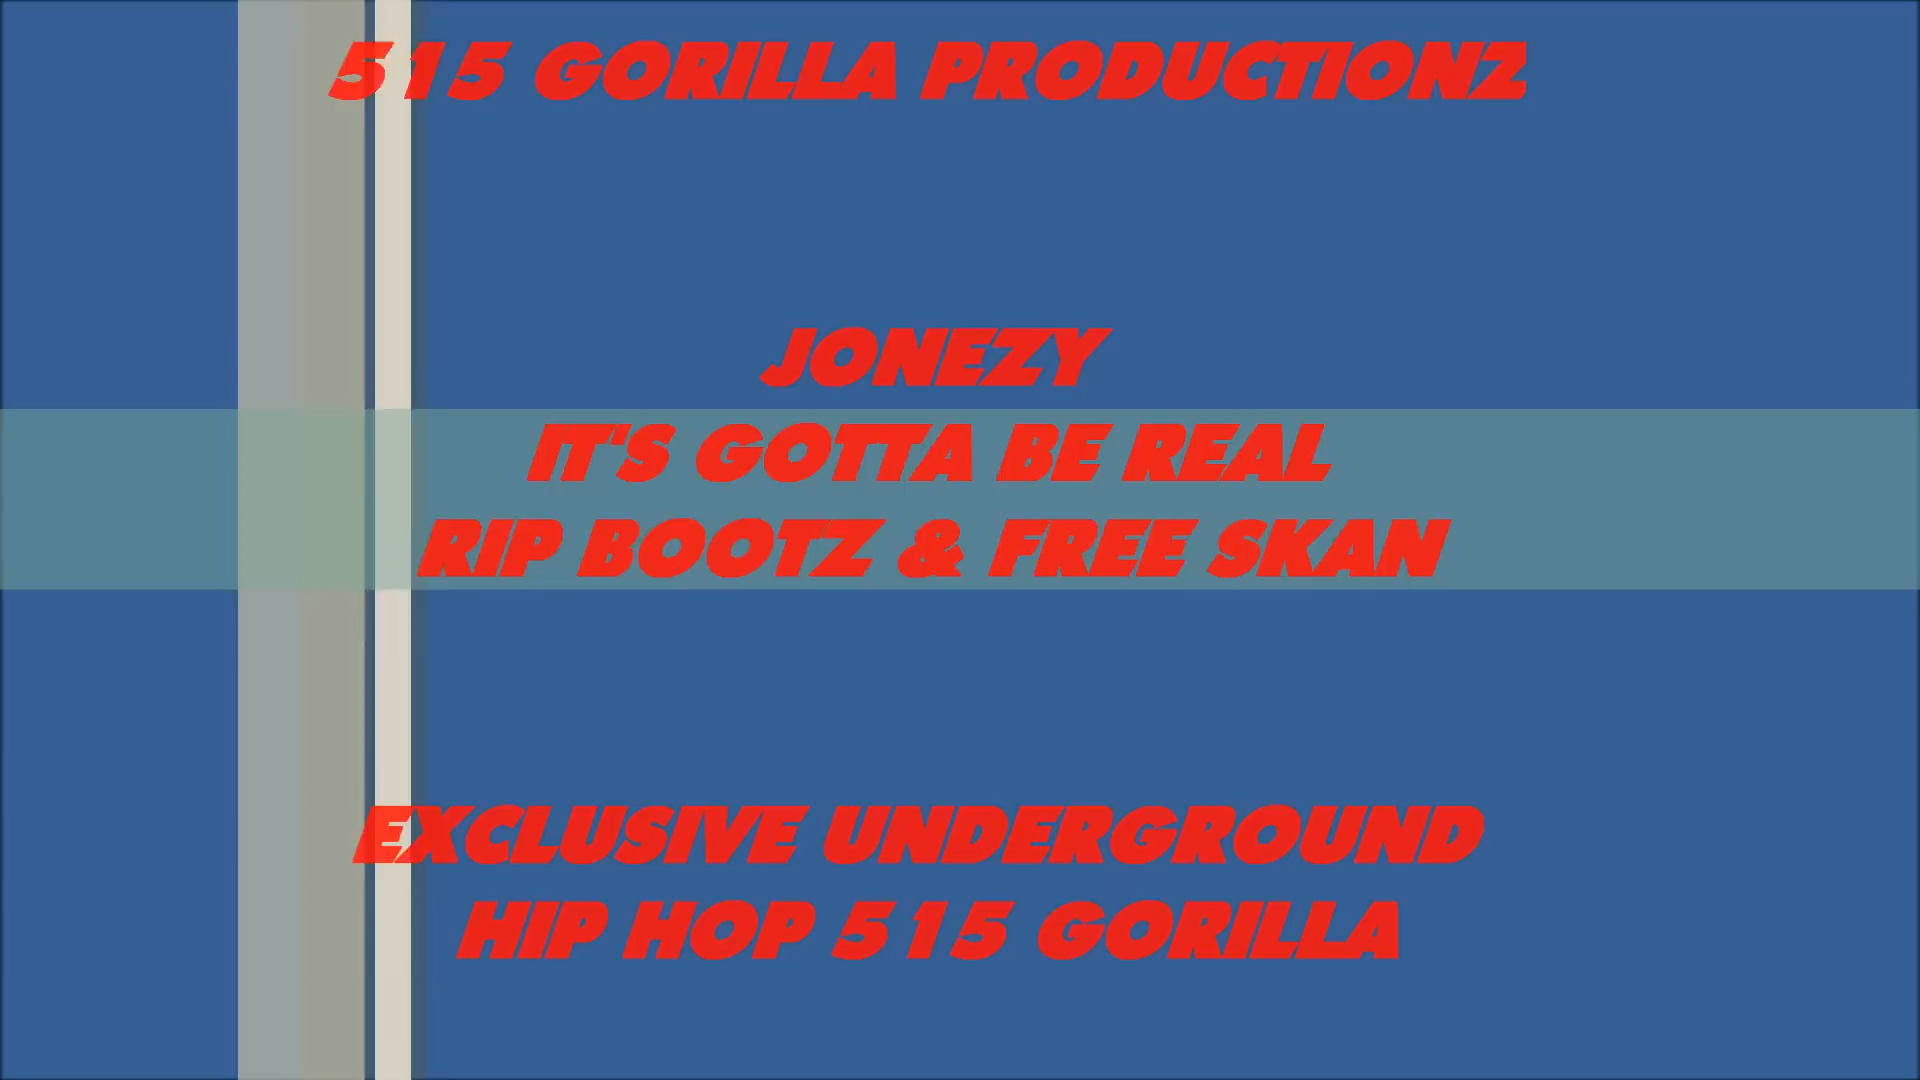 515 GORILLA PRODUCTIONZ
JONEZY
IT'S GOTTA BE REAL
RIP BOOTZ & FREE SKAN
EXCLUSIVE UNDERGROUND
HIP HOP 515 GORILLA